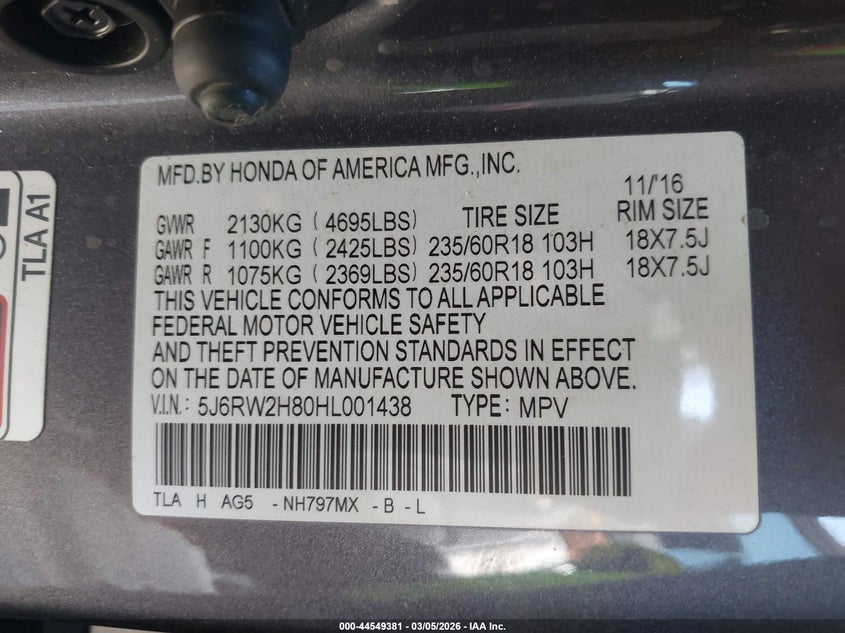 MFD.BY HONDA OF AMERICA MFG.,INC.
11/'16
GVWR 2130KG (4695LBS) TIRE SIZE RIM SIZE
GAWR F 1100KG (2425LBS) 235/60R18 103H 18X7.5J
GAWR R 1075KG (2369LBS) 235/60R18 103H 18X7.5J
THIS VEHICLE CONFORMS TO ALL APPLICABLE
FEDERAL MOTOR VEHICLE SAFETY
AND THEFT PREVENTION STANDARDS IN EFFECT
ON THE DATE OF MANUFACTURE SHOWN ABOVE.
V.I.N.: 5J6RW2H80HL001438 TYPE: MPV
TLA H AG5 -NH797MX -B -L
TLA A1
000-44549381 | 03/05/2026 - IAA Inc.